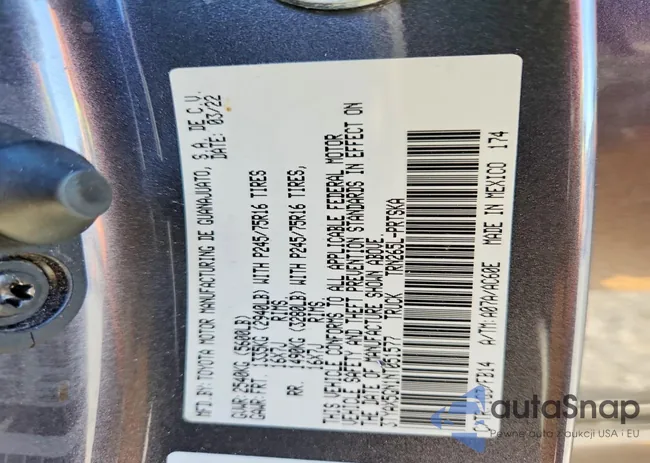 MFD.BY:TOYOTA MOTOR MANUFACTURING DE GUANAJUATO, S.A. DE C.V.
DATE: 03/22
GVWR 2540KG (5600LB)
GAWR FRT 1335KG (2940LB) WITH P245/75R16 TIRES,
16X7J RIMS,
RR. 1490KG (3280LB) WITH P245/75R16 TIRES,
16X7J RIMS.
THIS VEHICLE CONFORMS TO ALL APPLICABLE FEDERAL MOTOR
VEHICLE SAFETY AND THEFT PREVENTION STANDARDS IN EFFECT ON
THE DATE OF MANUFACTURE SHOWN ABOVE.
TRUCK TRN265L-PRTSKA
A/TM:A07A/AC60E
MADE IN MEXICO 174
autaSnap
Pewne auto z aukcji USA i EU